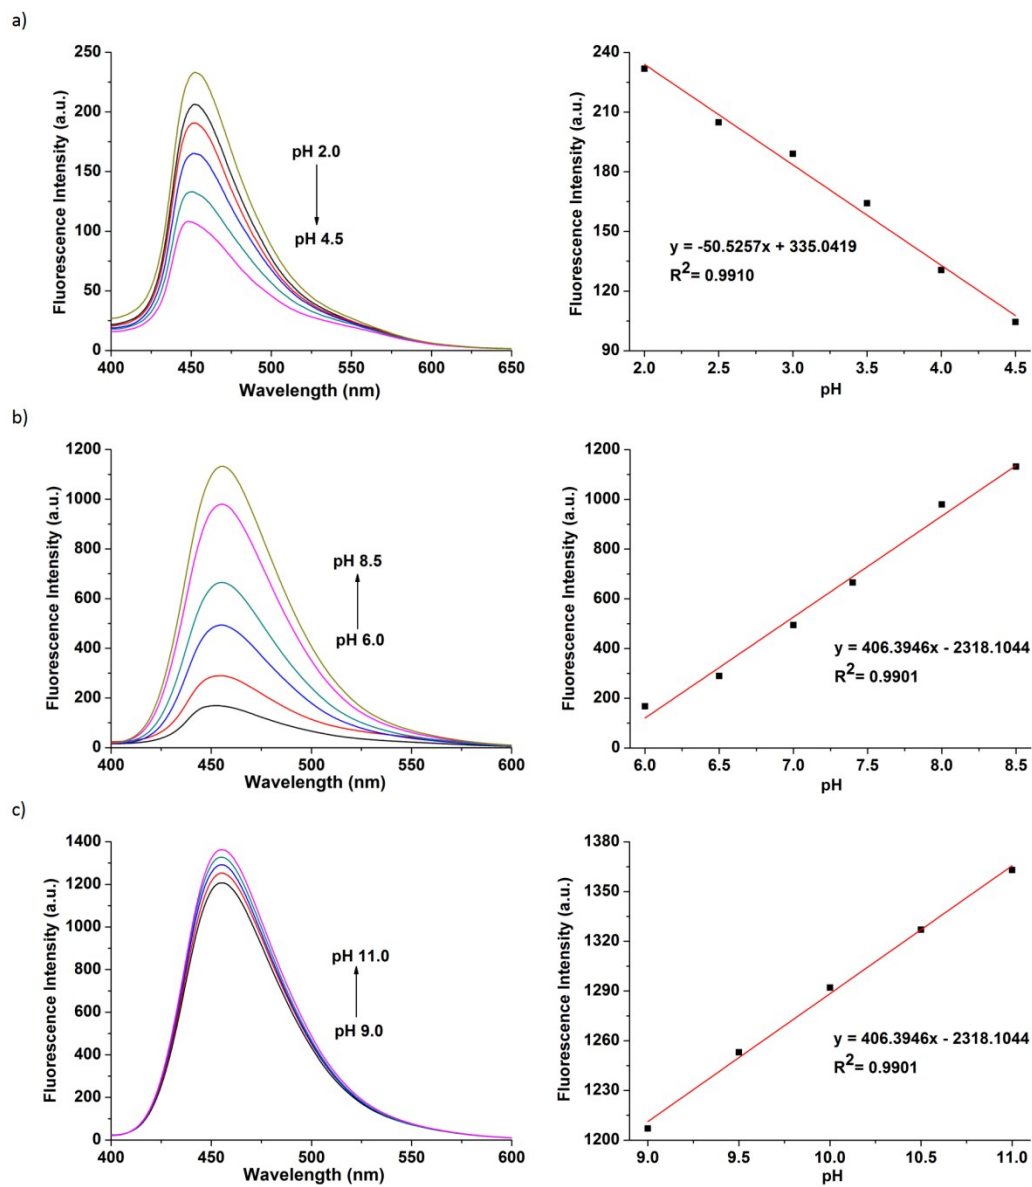 a)
250
200
150
100
50
0
400 450 500 550 600 650
Fluorescence Intensity (a.u.)
Wavelength (nm)
pH 2.0
pH 4.5
240
210
180
150
120
90
2.0 2.5 3.0 3.5 4.0 4.5
Fluorescence Intensity (a.u.)
pH
y = -50.5257x + 335.0419
R2= 0.9910
b)
1200
1000
800
600
400
200
0
400 450 500 550 600
Fluorescence Intensity (a.u.)
Wavelength (nm)
pH 8.5
pH 6.0
1200
1000
800
600
400
200
0
6.0 6.5 7.0 7.5 8.0 8.5
Fluorescence Intensity (a.u.)
pH
y = 406.3946x - 2318.1044
R2= 0.9901
c)
1400
1200
1000
800
600
400
200
0
400 450 500 550 600
Fluorescence Intensity (a.u.)
Wavelength (nm)
pH 11.0
pH 9.0
1380
1350
1320
1290
1260
1230
1200
9.0 9.5 10.0 10.5 11.0
Fluorescence Intensity (a.u.)
pH
y = 406.3946x - 2318.1044
R2= 0.9901